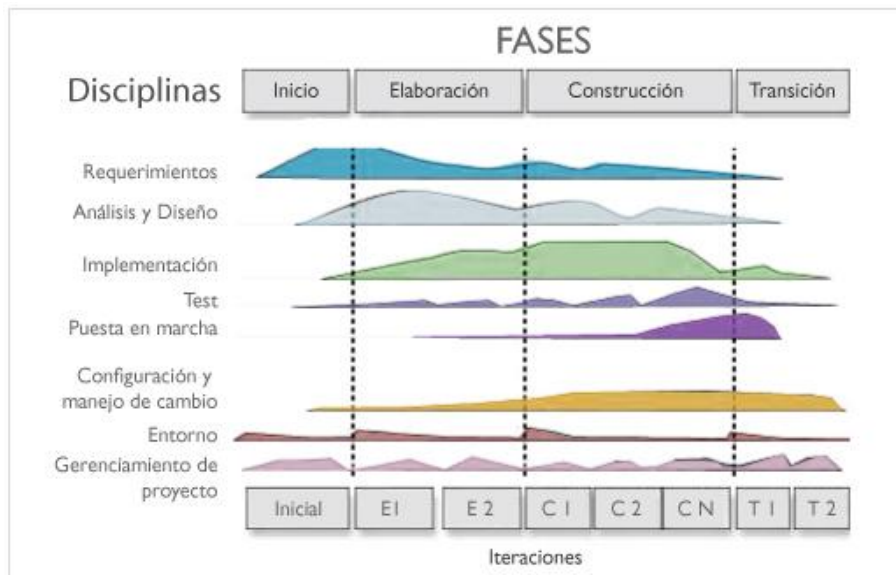 FASES
Disciplinas
Inicio
Elaboración
Construcción
Transición
Requerimientos
Análisis y Diseño
Implementación
Test
Puesta en marcha
Configuración y
manejo de cambio
Entorno
Gerenciamiento de
proyecto
Inicial
E1
E 2
C 1
C 2
C N
T 1
T 2
Iteraciones